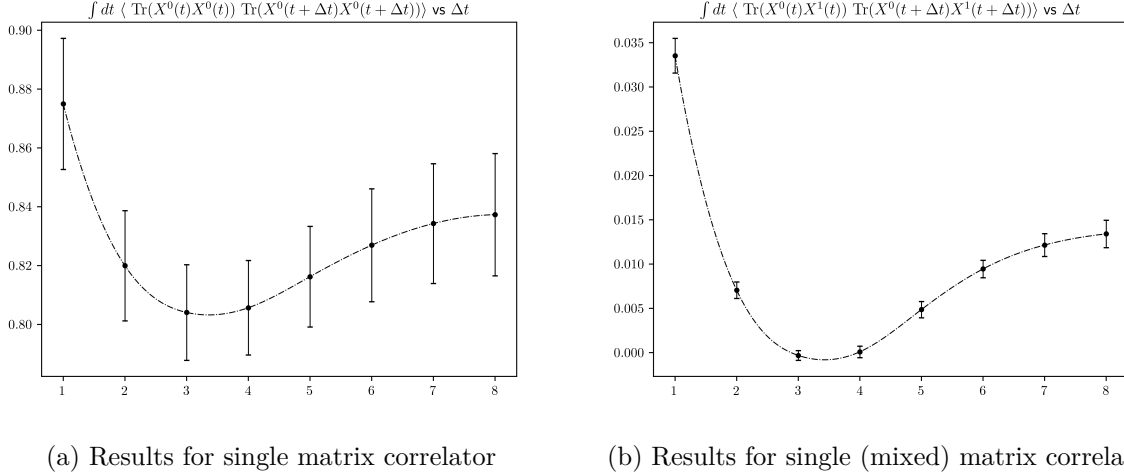 ∫ dt ⟨ Tr(X⁰(t)X⁰(t)) Tr(X⁰(t+Δt)X⁰(t+Δt))⟩ vs Δt
0.90
0.88
0.86
0.84
0.82
0.80
1 2 3 4 5 6 7 8
(a) Results for single matrix correlator
∫ dt ⟨ Tr(X⁰(t)X¹(t)) Tr(X⁰(t+Δt)X¹(t+Δt))⟩ vs Δt
0.035
0.030
0.025
0.020
0.015
0.010
0.005
0.000
1 2 3 4 5 6 7 8
(b) Results for single (mixed) matrix correla